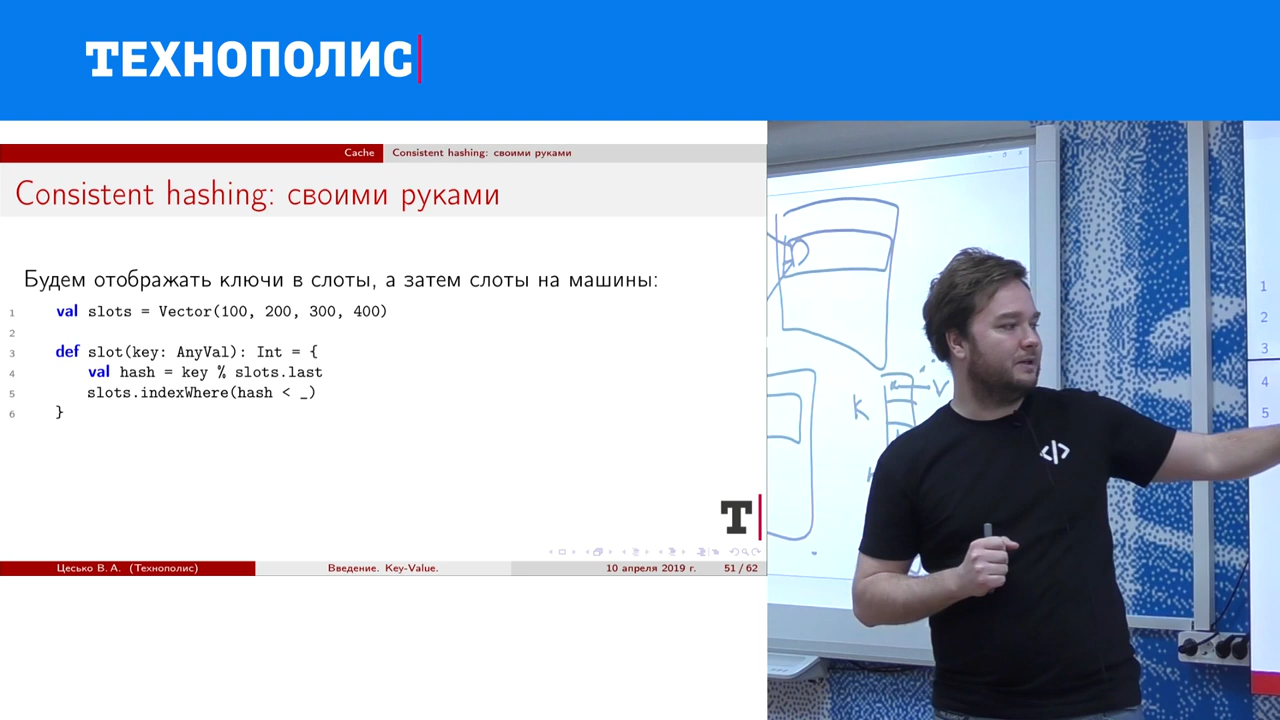 ТЕХНОПОЛИС
Cache
Consistent hashing: своими руками
Consistent hashing: своими руками
Будем отображать ключи в слоты, а затем слоты на машины:
1 val slots = Vector(100, 200, 300, 400)
2
3 def slot(key: AnyVal): Int = {
4 val hash = key % slots.last
5 slots.indexWhere(hash < _)
6 }
T
Цесько В. А. (Технополис)
Введение. Key-Value.
10 апреля 2019 г.
51 / 62
K
V
</>
1
2
3
4
5